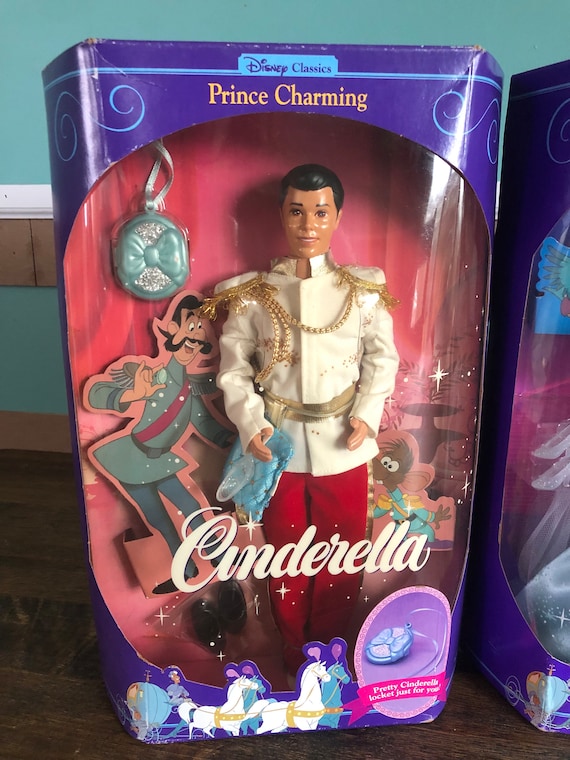 Disney Classics
Prince Charming
Cinderella
Pretty Cinderella
locket just for you!